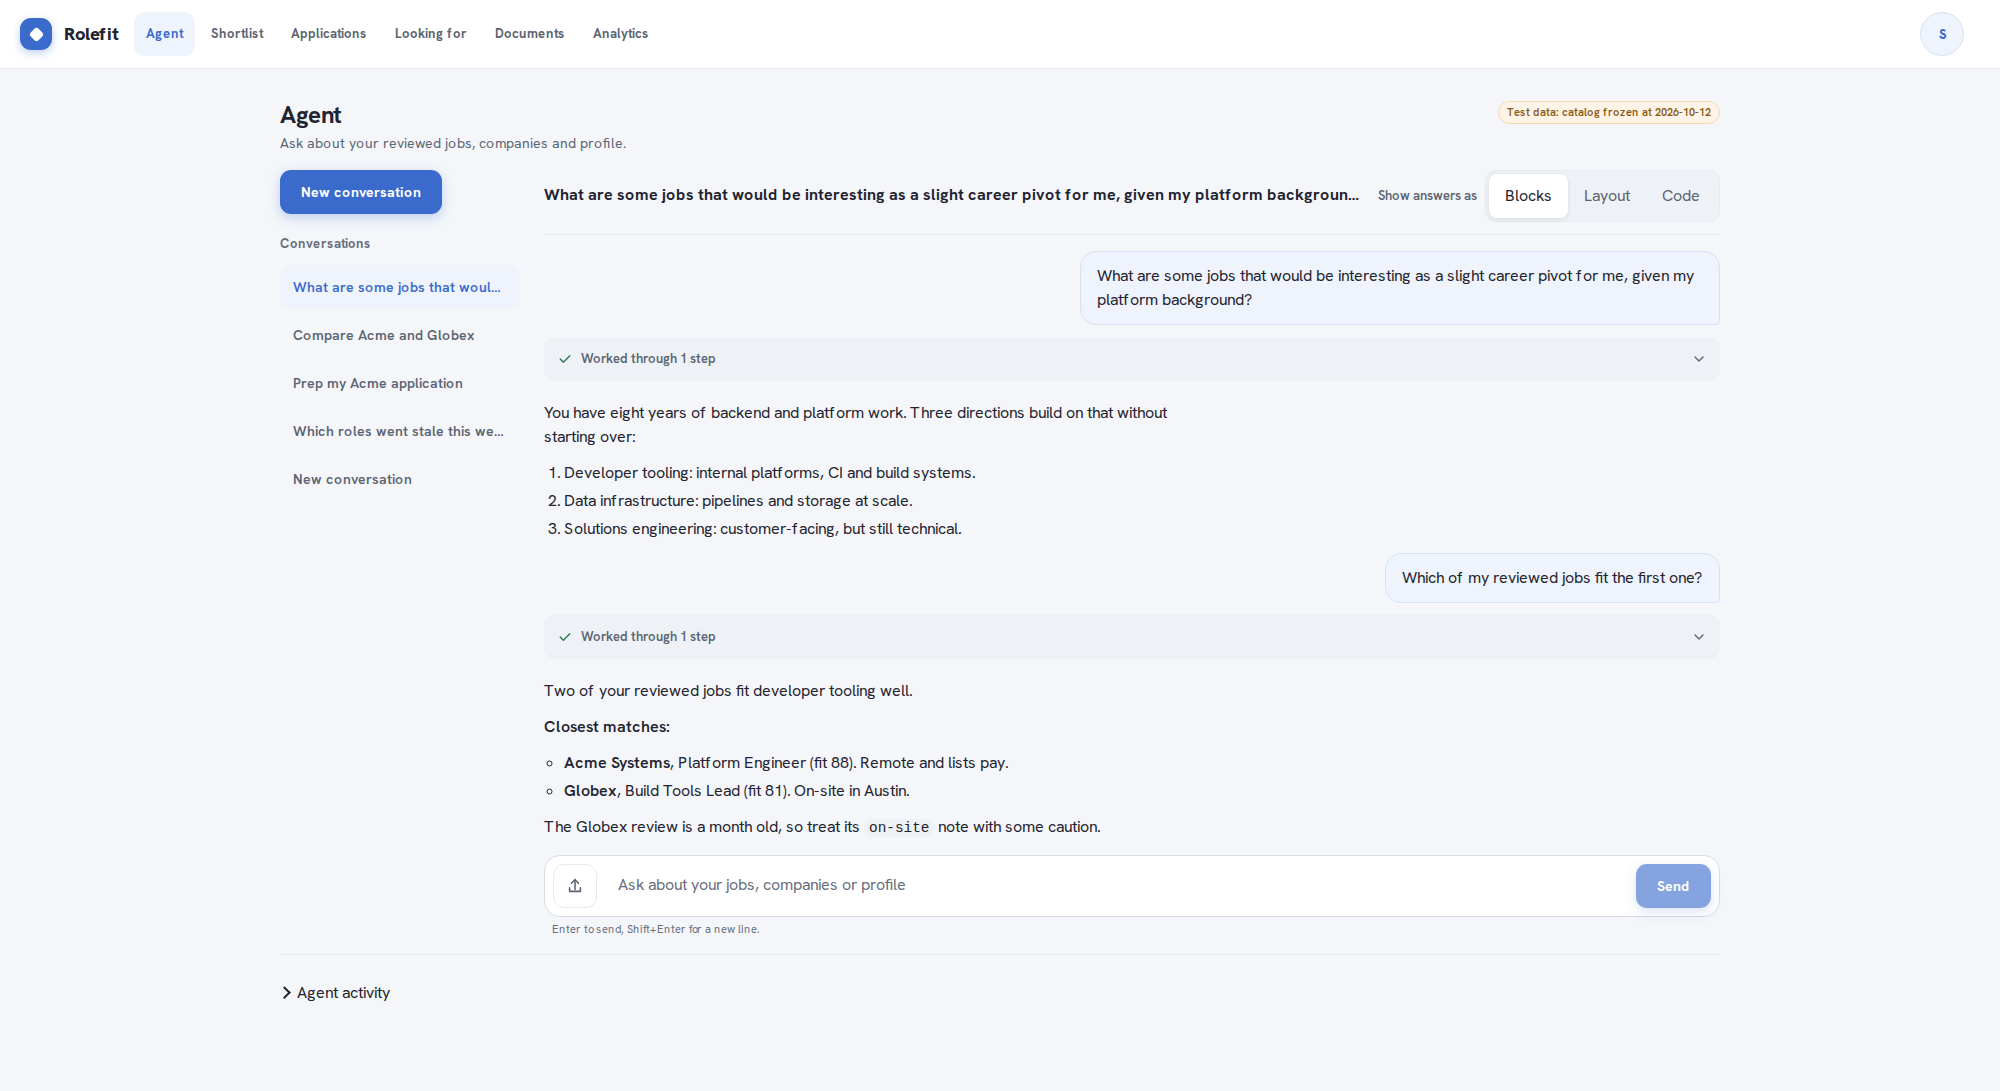 Rolefit
Agent
Shortlist
Applications
Looking for
Documents
Analytics
S
Agent
Test data: catalog frozen at 2026-10-12
Ask about your reviewed jobs, companies and profile.
New conversation
What are some jobs that would be interesting as a slight career pivot for me, given my platform backgroun...
Show answers as
Blocks
Layout
Code
Conversations
What are some jobs that woul...
Compare Acme and Globex
Prep my Acme application
Which roles went stale this we...
New conversation
What are some jobs that would be interesting as a slight career pivot for me, given my
platform background?
Worked through 1 step
You have eight years of backend and platform work. Three directions build on that without
starting over:
1. Developer tooling: internal platforms, CI and build systems.
2. Data infrastructure: pipelines and storage at scale.
3. Solutions engineering: customer-facing, but still technical.
Which of my reviewed jobs fit the first one?
Worked through 1 step
Two of your reviewed jobs fit developer tooling well.
Closest matches:
Acme Systems, Platform Engineer (fit 88). Remote and lists pay.
Globex, Build Tools Lead (fit 81). On-site in Austin.
The Globex review is a month old, so treat its on-site note with some caution.
Ask about your jobs, companies or profile
Send
Enter to send, Shift+Enter for a new line.
Agent activity